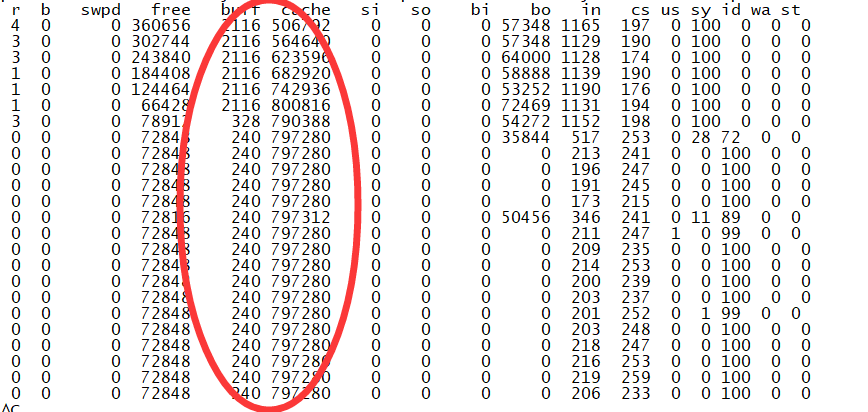 r b swpd free buff cache si so bi bo in cs us sy id wa st
4 0 0 360656 2116 506792 0 0 0 57348 1165 197 0 100 0 0 0
3 0 0 302744 2116 564640 0 0 0 57348 1129 190 0 100 0 0 0
3 0 0 243840 2116 623596 0 0 0 64000 1128 174 0 100 0 0 0
1 0 0 184408 2116 682920 0 0 0 58888 1139 190 0 100 0 0 0
1 0 0 124464 2116 742936 0 0 0 53252 1190 176 0 100 0 0 0
1 0 0 66428 2116 800816 0 0 0 72469 1131 194 0 100 0 0 0
3 0 0 78912 328 790388 0 0 0 54272 1152 198 0 100 0 0 0
0 0 0 72848 240 797280 0 0 0 35844 517 253 0 28 72 0 0
0 0 0 72848 240 797280 0 0 0 0 213 241 0 0 100 0 0
0 0 0 72848 240 797280 0 0 0 0 196 247 0 0 100 0 0
0 0 0 72848 240 797280 0 0 0 0 191 245 0 0 100 0 0
0 0 0 72848 240 797280 0 0 0 0 173 215 0 0 100 0 0
0 0 0 72816 240 797312 0 0 0 50456 346 241 0 11 89 0 0
0 0 0 72848 240 797280 0 0 0 0 211 247 1 0 99 0 0
0 0 0 72848 240 797280 0 0 0 0 209 235 0 0 100 0 0
0 0 0 72848 240 797280 0 0 0 0 214 253 0 0 100 0 0
0 0 0 72848 240 797280 0 0 0 0 200 239 0 0 100 0 0
0 0 0 72848 240 797280 0 0 0 0 203 237 0 0 100 0 0
0 0 0 72848 240 797280 0 0 0 0 201 252 0 1 99 0 0
0 0 0 72848 240 797280 0 0 0 0 203 248 0 0 100 0 0
0 0 0 72848 240 797280 0 0 0 0 218 247 0 0 100 0 0
0 0 0 72848 240 797280 0 0 0 0 216 253 0 0 100 0 0
0 0 0 72848 240 797280 0 0 0 0 219 259 0 0 100 0 0
0 0 0 72848 240 797280 0 0 0 0 206 233 0 0 100 0 0